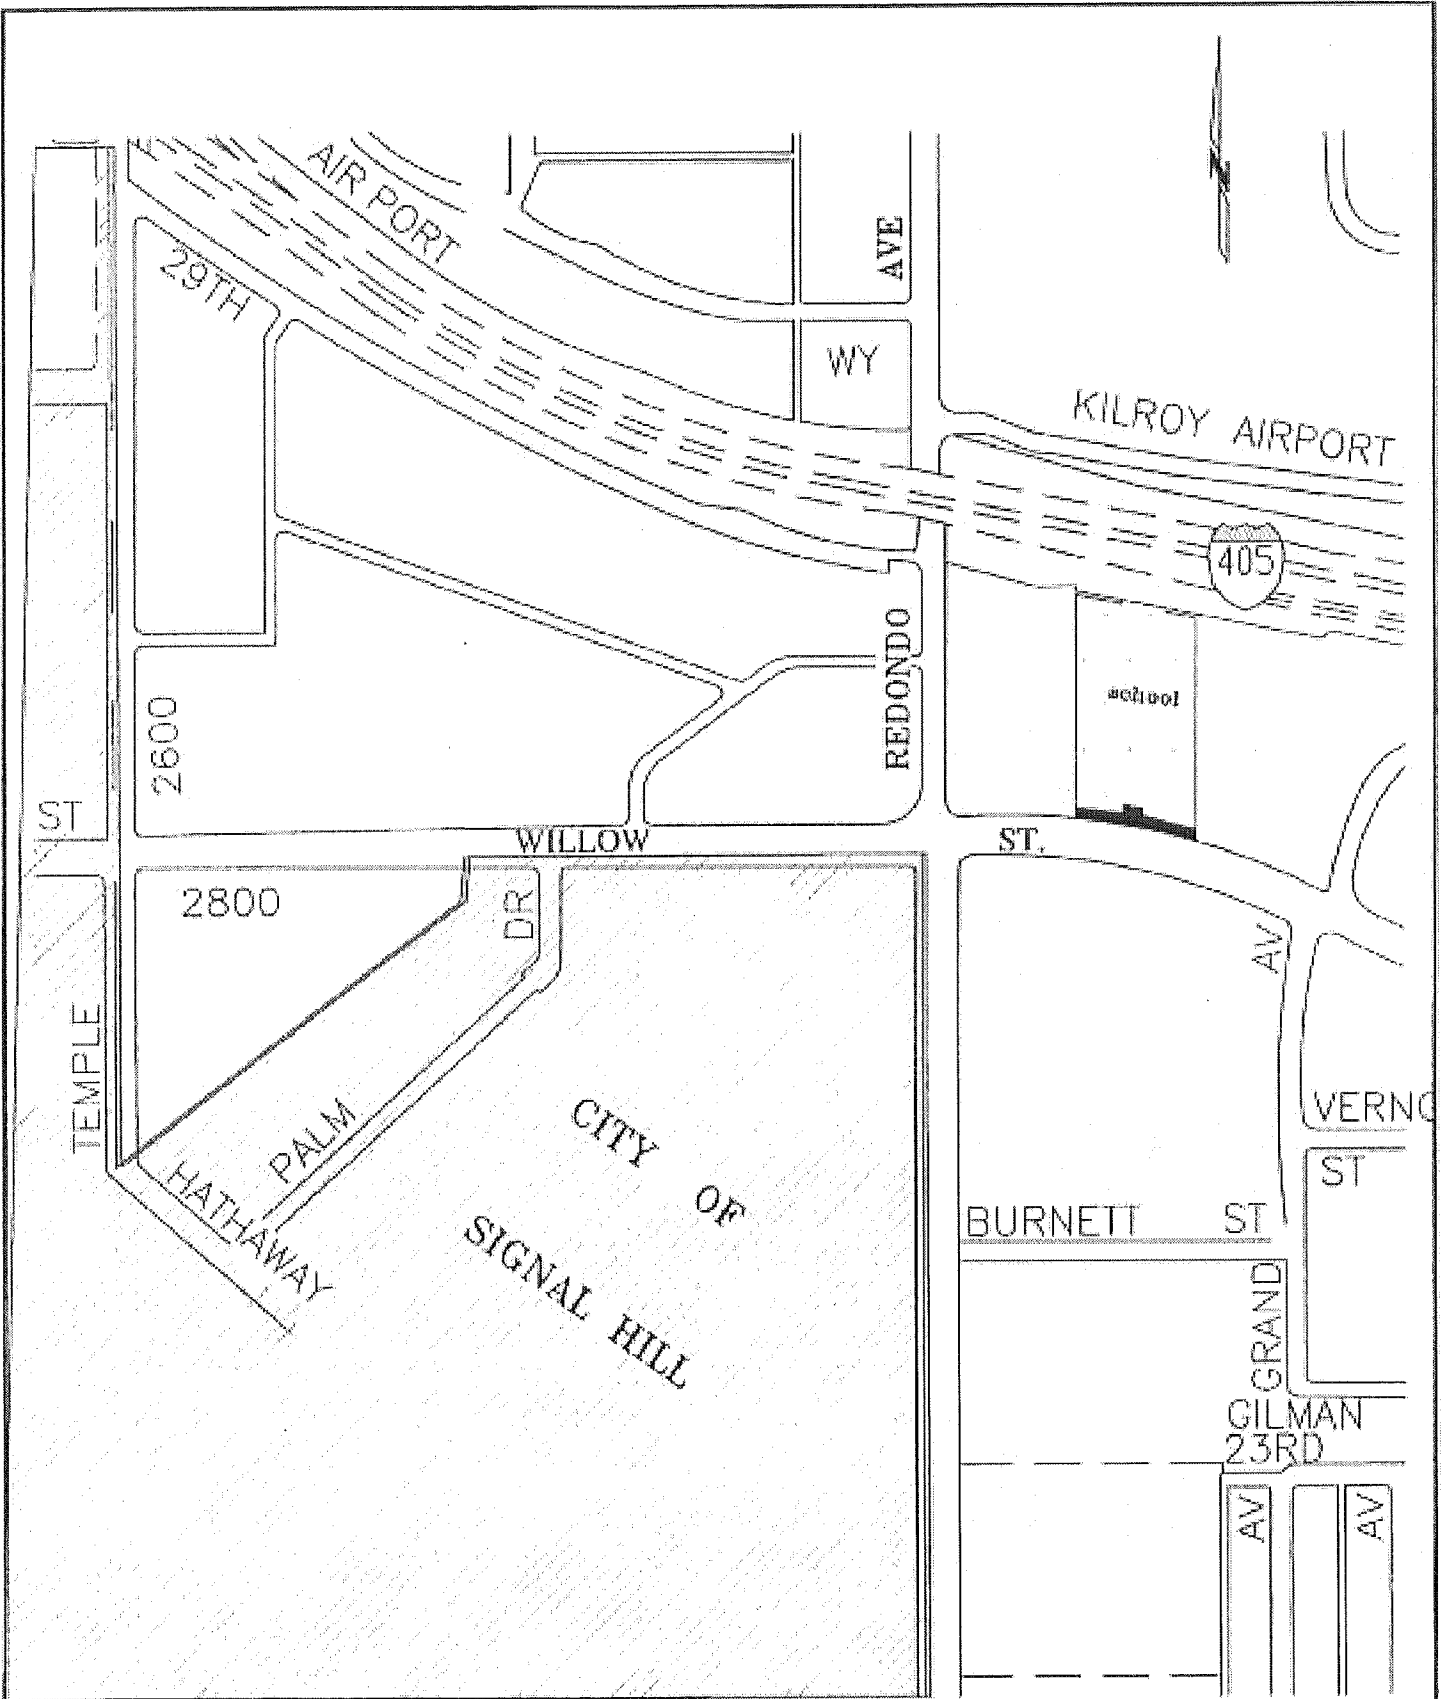 N
AIR PORT
AVE
29TH
WY
KILROY AIRPORT
405
REDONDO
2600
ST
WILLOW
ST.
2800
DR
AV
TEMPLE
PALM
HATHAWAY
CITY
OF
SIGNAL HILL
VERNO
ST
BURNETT ST
GRAND
GILMAN
23RD
AV
AV